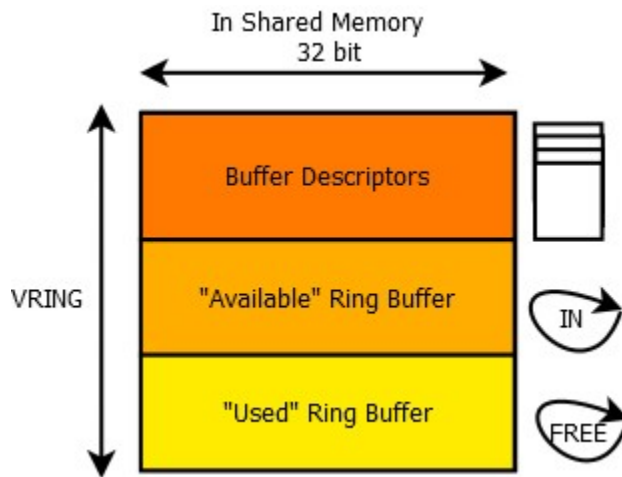 In Shared Memory
32 bit
Buffer Descriptors
VRING
"Available" Ring Buffer
IN
"Used" Ring Buffer
FREE